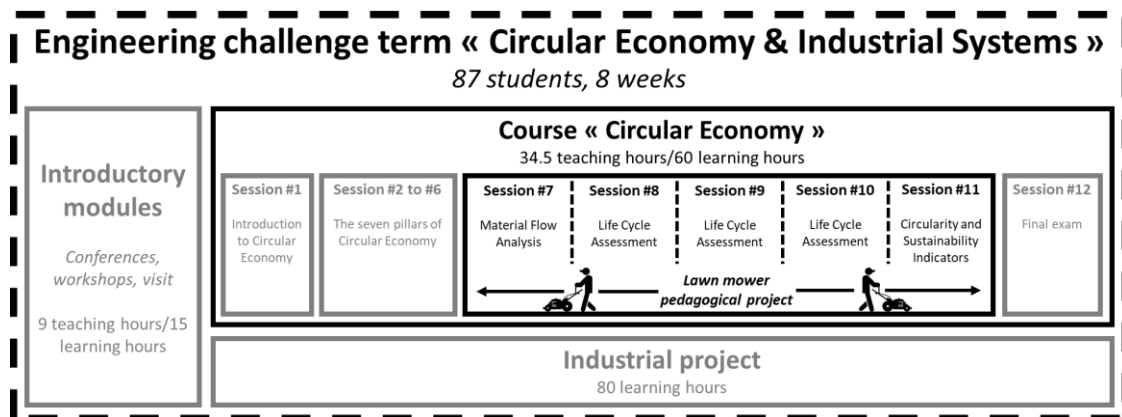 Engineering challenge term « Circular Economy & Industrial Systems »
87 students, 8 weeks
Introductory
modules
Conferences,
workshops, visit
9 teaching hours/15
learning hours
Course « Circular Economy »
34.5 teaching hours/60 learning hours
Session #1
Introduction
to Circular
Economy
Session #2 to #6
The seven pillars of
Circular Economy
Session #7
Material Flow
Analysis
Session #8
Life Cycle
Assessment
Session #9
Life Cycle
Assessment
Session #10
Life Cycle
Assessment
Session #11
Circularity and
Sustainability
Indicators
Lawn mower
pedagogical project
Session #12
Final exam
Industrial project
80 learning hours